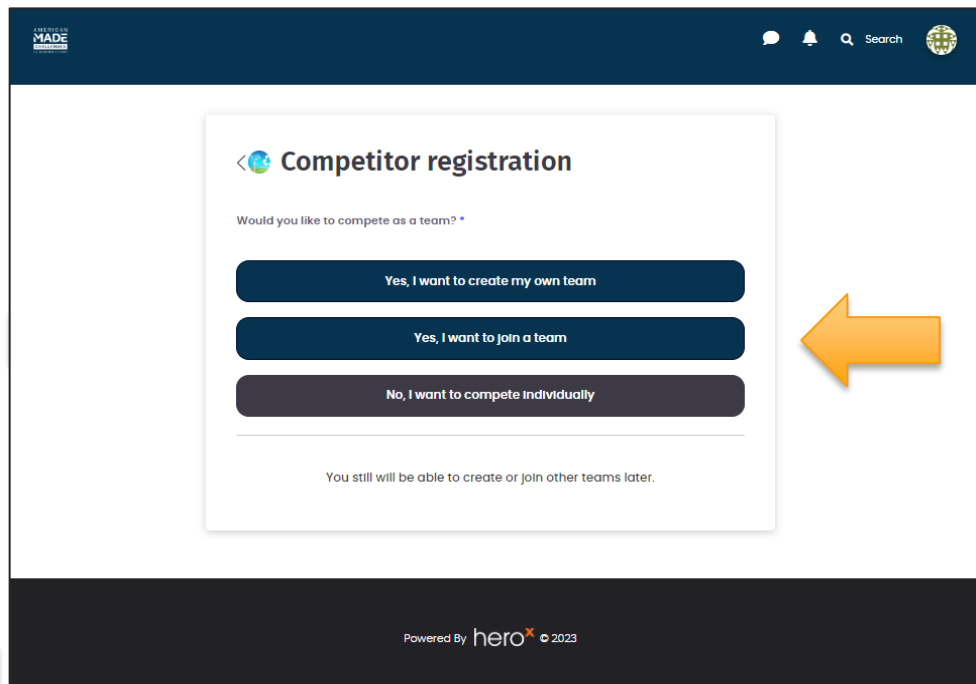 AMERICAN
MADE
CHALLENGES
Search
Competitor registration
Would you like to compete as a team? *
Yes, I want to create my own team
Yes, I want to join a team
No, I want to compete individually
You still will be able to create or join other teams later.
Powered By herox © 2023